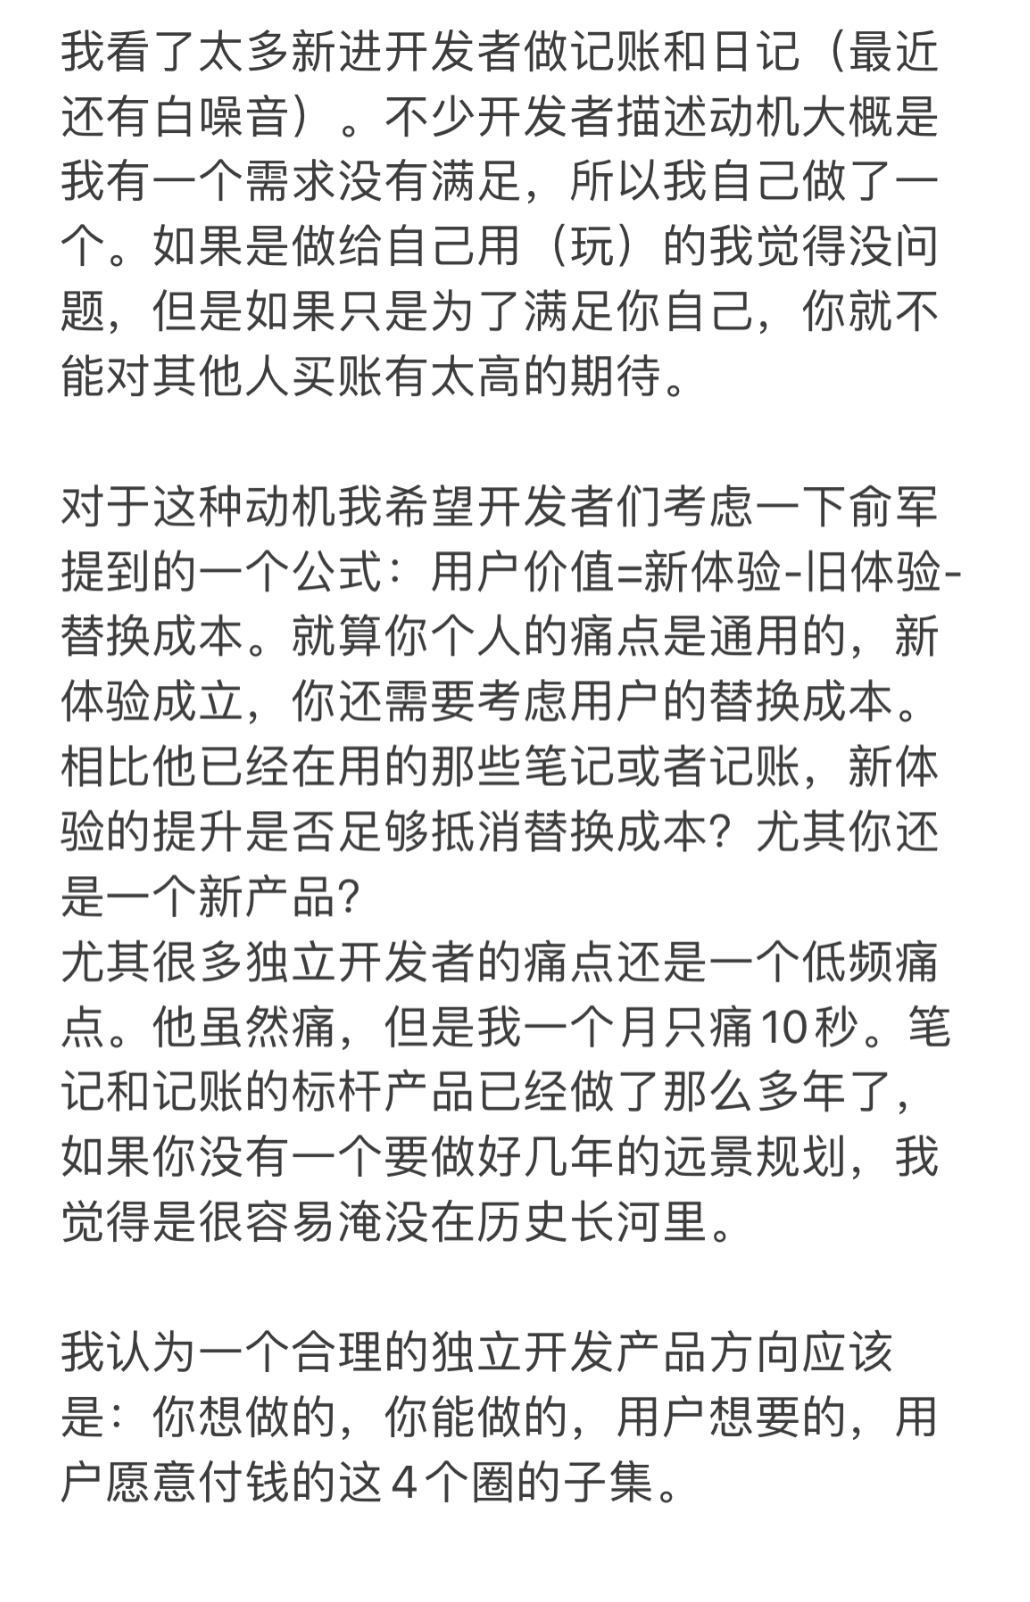 我看了太多新进开发者做记账和日记（最近
还有白噪音）。不少开发者描述动机大概是
我有一个需求没有满足，所以我自己做了一
个。如果是做给自己用（玩）的我觉得没问
题，但是如果只是为了满足你自己，你就不
能对其他人买账有太高的期待。
对于这种动机我希望开发者们考虑一下俞军
提到的一个公式：用户价值=新体验-旧体验-
替换成本。就算你个人的痛点是通用的，新
体验成立，你还需要考虑用户的替换成本。
相比他已经在用的那些笔记或者记账，新体
验的提升是否足够抵消替换成本？尤其你还
是一个新产品？
尤其很多独立开发者的痛点还是一个低频痛
点。他虽然痛，但是我一个月只痛10秒。笔
记和记账的标杆产品已经做了那么多年了，
如果你没有一个要做好几年的远景规划，我
觉得是很容易淹没在历史长河里。
我认为一个合理的独立开发产品方向应该
是：你想做的，你能做的，用户想要的，用
户愿意付钱的这4个圈的子集。